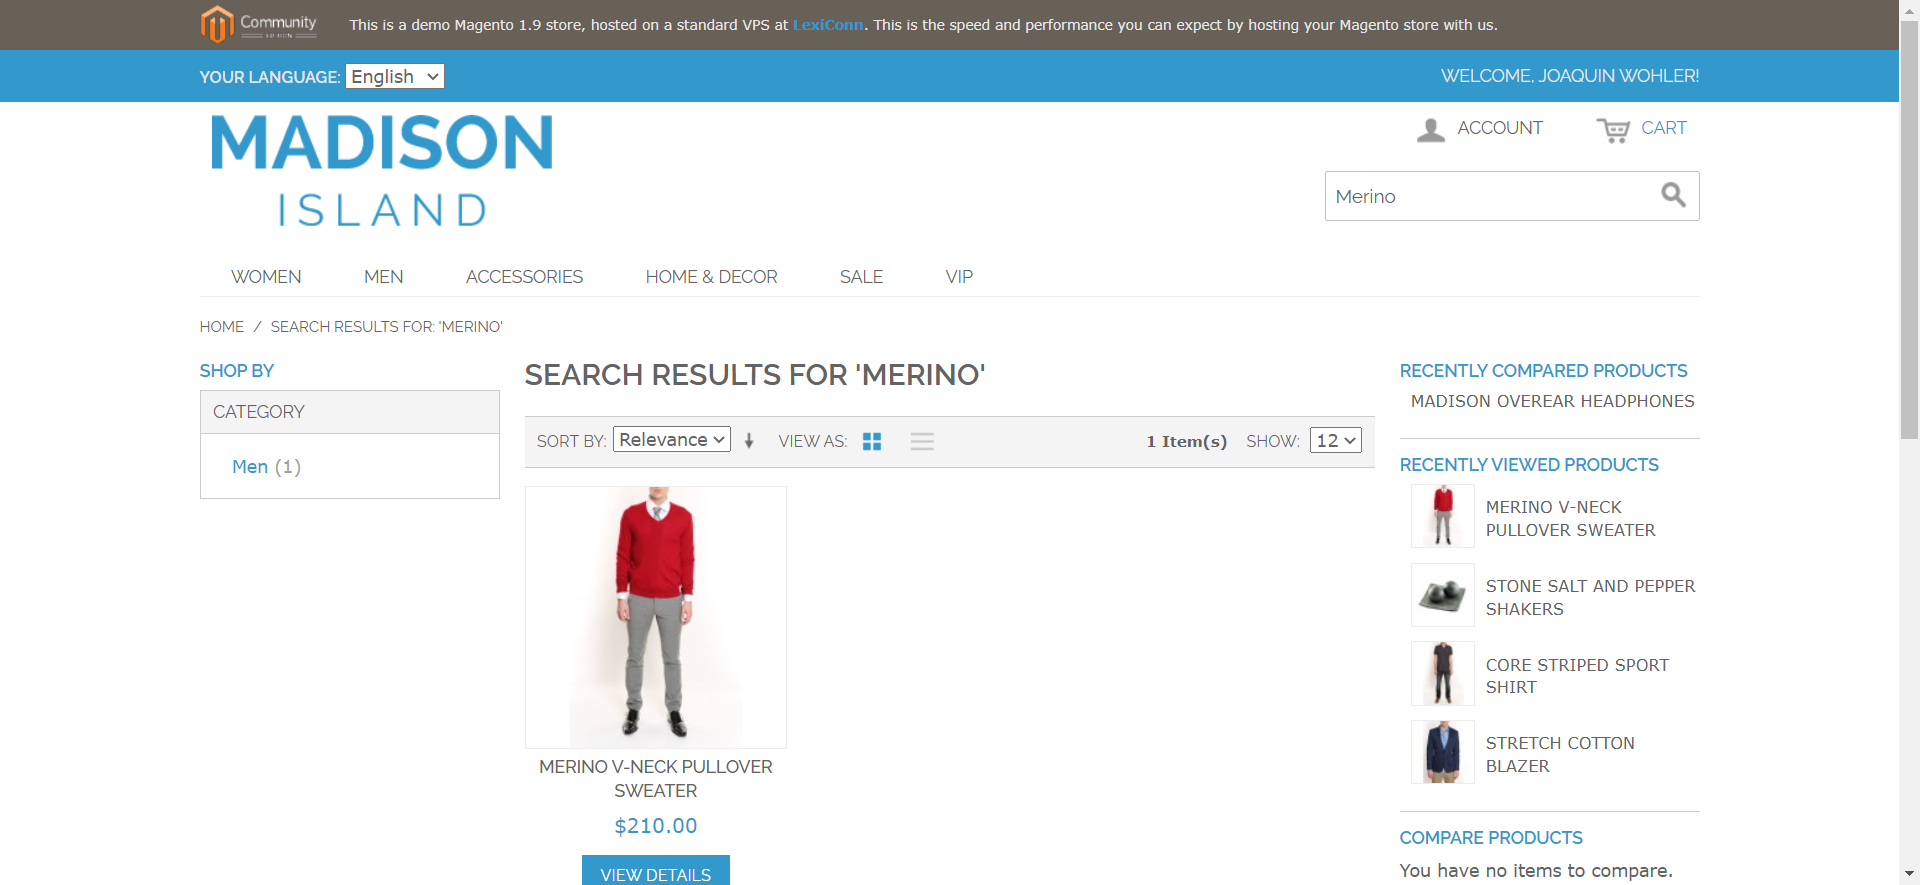 Community
This is a demo Magento 1.9 store, hosted on a standard VPS at LexiConn. This is the speed and performance you can expect by hosting your Magento store with us.
YOUR LANGUAGE: English
WELCOME, JOAQUIN WOHLER!
MADISON
ISLAND
ACCOUNT
CART
Merino
WOMEN
MEN
ACCESSORIES
HOME & DECOR
SALE
VIP
HOME / SEARCH RESULTS FOR: 'MERINO'
SHOP BY
CATEGORY
Men (1)
SEARCH RESULTS FOR 'MERINO'
SORT BY: Relevance
VIEW AS:
1 Item(s)
SHOW: 12
MERINO V-NECK PULLOVER
SWEATER
$210.00
VIEW DETAILS
RECENTLY COMPARED PRODUCTS
MADISON OVEREAR HEADPHONES
RECENTLY VIEWED PRODUCTS
MERINO V-NECK
PULLOVER SWEATER
STONE SALT AND PEPPER
SHAKERS
CORE STRIPED SPORT
SHIRT
STRETCH COTTON
BLAZER
COMPARE PRODUCTS
You have no items to compare.